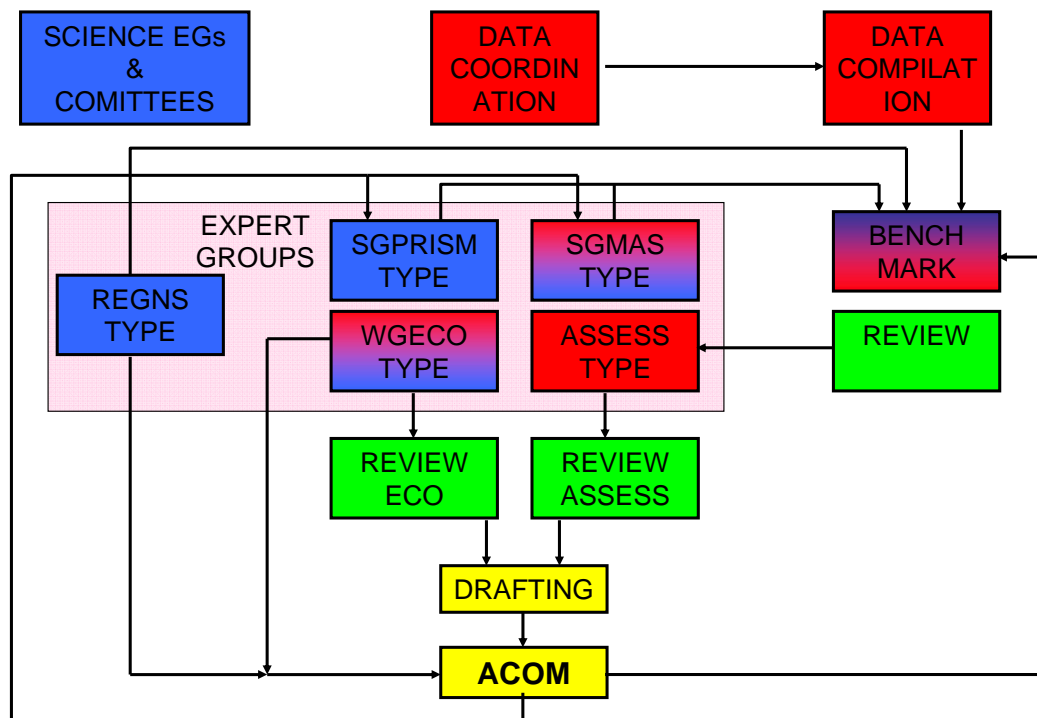 SCIENCE EGs
&
COMITTEES
DATA
COORDIN
ATION
DATA
COMPILAT
ION
EXPERT
GROUPS
SGPRISM
TYPE
SGMAS
TYPE
BENCH
MARK
REGNS
TYPE
WGECO
TYPE
ASSESS
TYPE
REVIEW
REVIEW
ECO
REVIEW
ASSESS
DRAFTING
ACOM